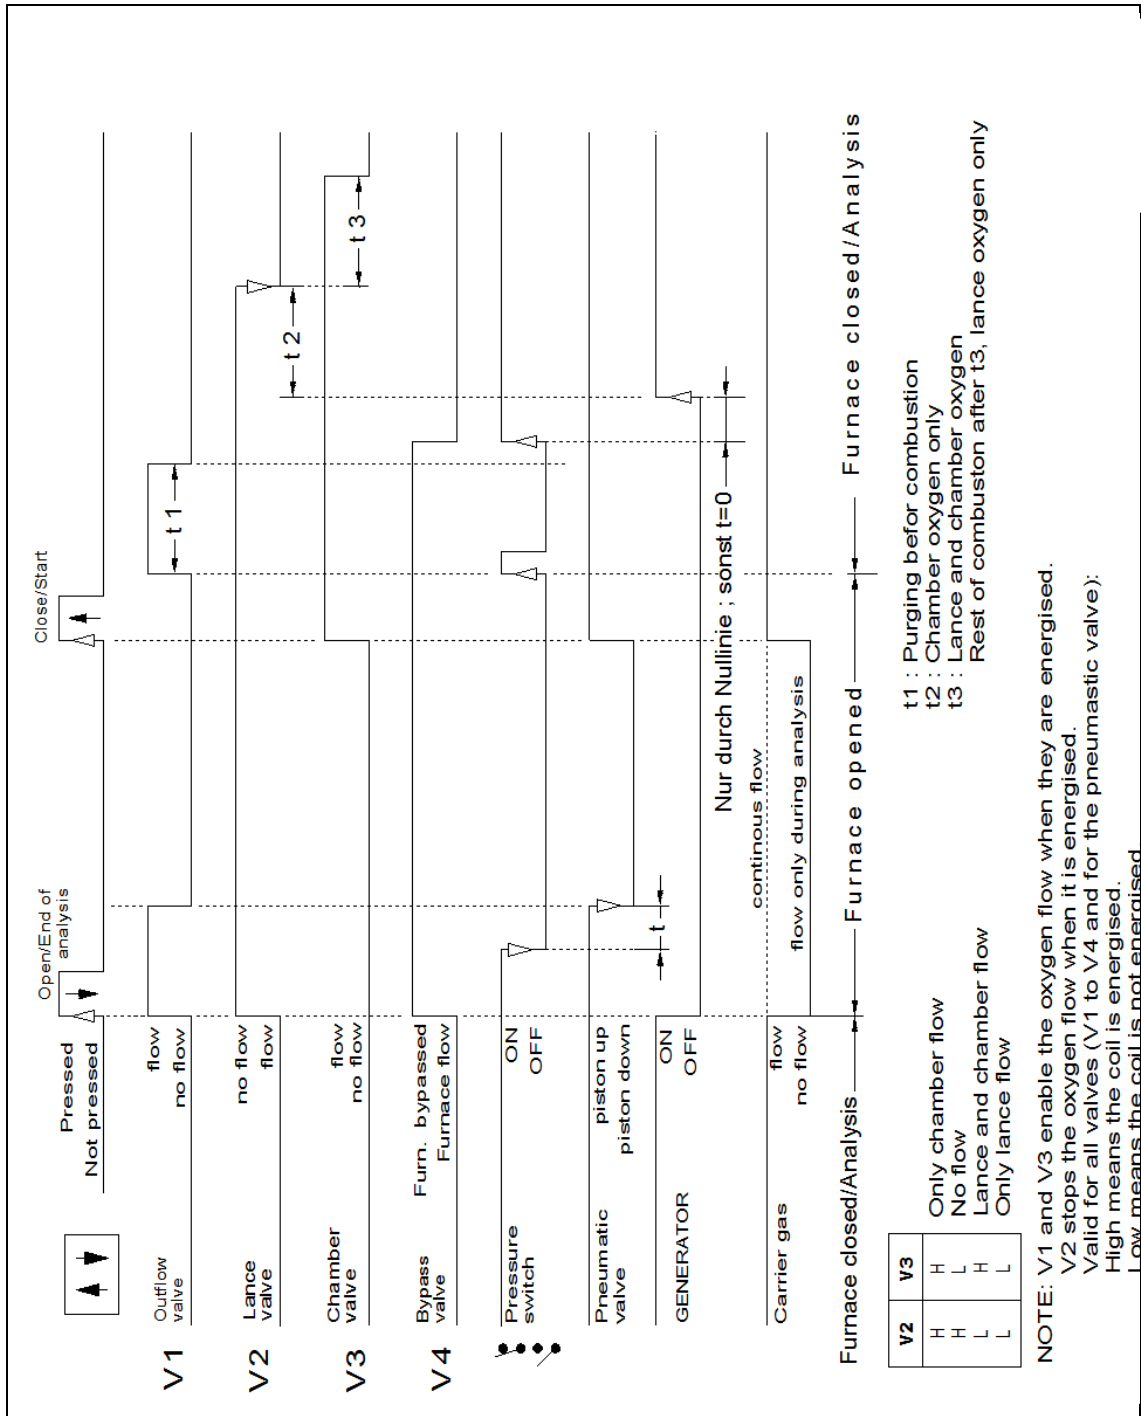 Open/End of
analysis
Close/Start
Pressed
Not pressed
V1
Outflow
valve
flow
no flow
t 1
V2
Lance
valve
no flow
flow
t 2
V3
Chamber
valve
flow
no flow
t 3
V4
Bypass
valve
Furn. bypassed
Furnace flow
Pressure
switch
ON
OFF
Pneumatic
valve
piston up
piston down
t
GENERATOR
ON
OFF
Nur durch Nullinie ; sonst t=0
Carrier gas
flow
no flow
continous flow
flow only during analysis
Furnace closed/Analysis
Furnace opened
Furnace closed/Analysis
V2 V3
H H Only chamber flow
H L No flow
L H Lance and chamber flow
L L Only lance flow
t1 : Purging befor combustion
t2 : Chamber oxygen only
t3 : Lance and chamber oxygen
Rest of combuston after t3, lance oxygen only
NOTE: V1 and V3 enable the oxygen flow when they are energised.
V2 stops the oxygen flow when it is energised.
Valid for all valves (V1 to V4 and for the pneumastic valve):
High means the coil is energised.
Low means the coil is not energised